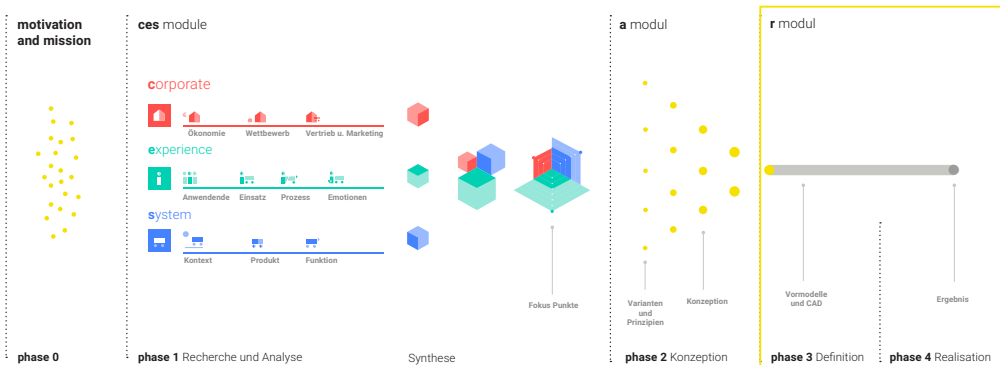 motivation
and mission
ces module
a modul
r modul
corporate
Ökonomie
Wettbewerb
Vertrieb u. Marketing
experience
Anwendende
Einsatz
Prozess
Emotionen
system
Kontext
Produkt
Funktion
Fokus Punkte
Varianten
und
Prinzipien
Konzeption
Vormodelle
und CAD
Ergebnis
phase 0
phase 1 Recherche und Analyse
Synthese
phase 2 Konzeption
phase 3 Definition
phase 4 Realisation